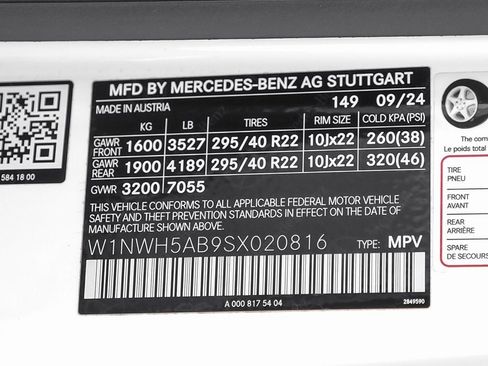 MFD BY MERCEDES-BENZ AG STUTTGART
MADE IN AUSTRIA 149 09/24
KG LB TIRES RIM SIZE COLD KPA(PSI)
GAWR FRONT 1600 3527 295/40 R22 10Jx22 260(38)
GAWR REAR 1900 4189 295/40 R22 10Jx22 320(46)
GVWR 3200 7055
THIS VEHICLE CONFORMS TO ALL APPLICABLE FEDERAL MOTOR VEHICLE
SAFETY AND THEFT PREVENTION STANDARDS IN EFFECT ON THE DATE
OF MANUFACTURE SHOWN ABOVE.
W1NWH5AB9SX020816 TYPE: MPV
A 000 817 54 04
2849590
584 18 00
The com
Le poids
TIRE
PNEU
FRONT
AVANT
REAR
ARRIÈRE
SPARE
DE SECOURS